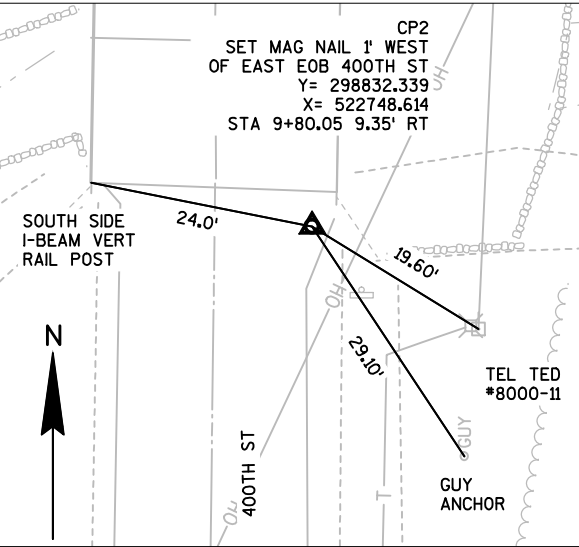 CP2
SET MAG NAIL 1' WEST
OF EAST EOB 400TH ST
Y= 298832.339
X= 522748.614
STA 9+80.05 9.35' RT
OH
SOUTH SIDE
I-BEAM VERT
RAIL POST
24.0'
19.60'
OH
P
N
29.10'
TEL TED
#8000-11
GUY
400TH ST
GUY
ANCHOR
T
OH